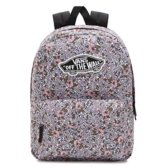 VANS
"OFF THE WALL"